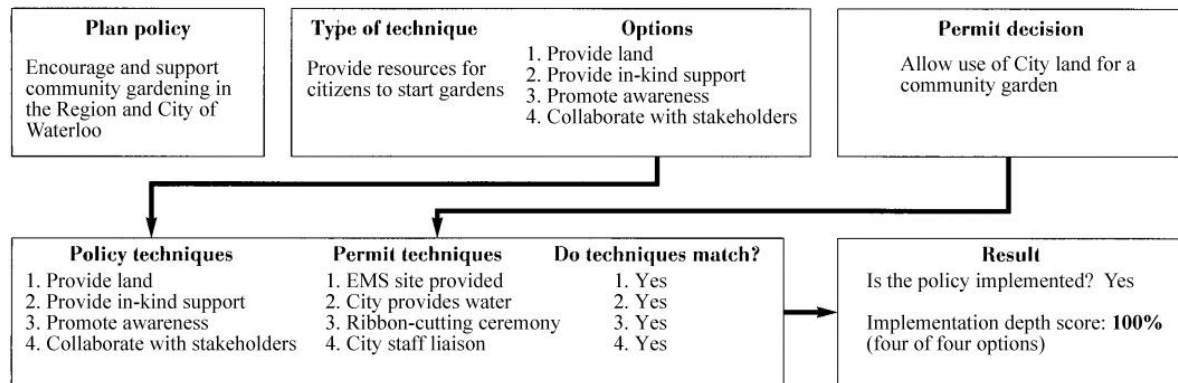 Plan policy
Encourage and support
community gardening in
the Region and City of
Waterloo
Type of technique
Provide resources for
citizens to start gardens
Options
1. Provide land
2. Provide in-kind support
3. Promote awareness
4. Collaborate with stakeholders
Permit decision
Allow use of City land for a
community garden
Policy techniques
1. Provide land
2. Provide in-kind support
3. Promote awareness
4. Collaborate with stakeholders
Permit techniques
1. EMS site provided
2. City provides water
3. Ribbon-cutting ceremony
4. City staff liaison
Do techniques match?
1. Yes
2. Yes
3. Yes
4. Yes
Result
Is the policy implemented? Yes
Implementation depth score: 100%
(four of four options)